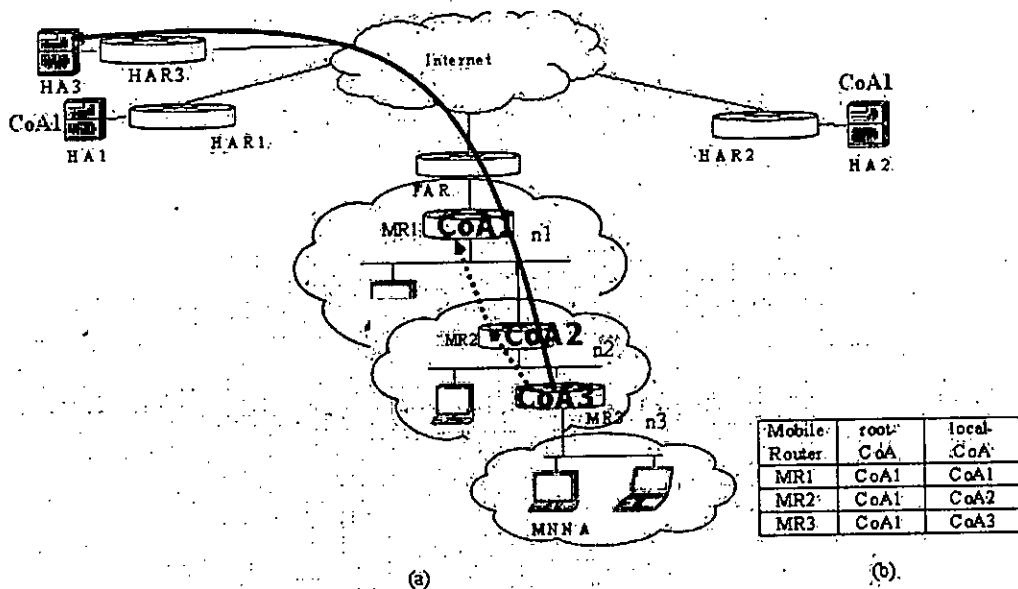 Internet
HA3
HAR3
CoA1
HA1
HAR1
CoA1
HAR2
HA2
FAR
MR1
CoA1
n1
MR2
CoA2
n2
CoA3
MR3
n3
MNN A
Mobile Router root CoA local CoA
MR1 CoA1 CoA1
MR2 CoA1 CoA2
MR3 CoA1 CoA3
(a)
(b)